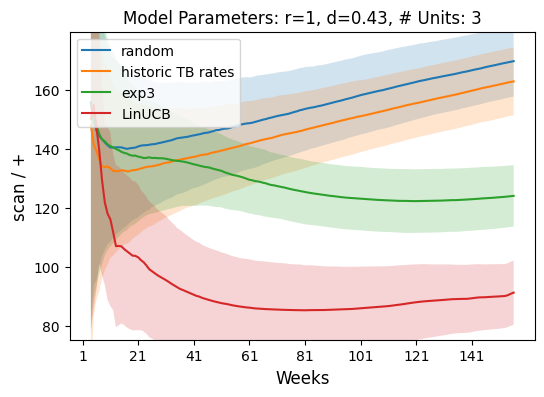 Model Parameters: r=1, d=0.43, # Units: 3
random
historic TB rates
exp3
LinUCB
scan / +
160
140
120
100
80
1 21 41 61 81 101 121 141
Weeks